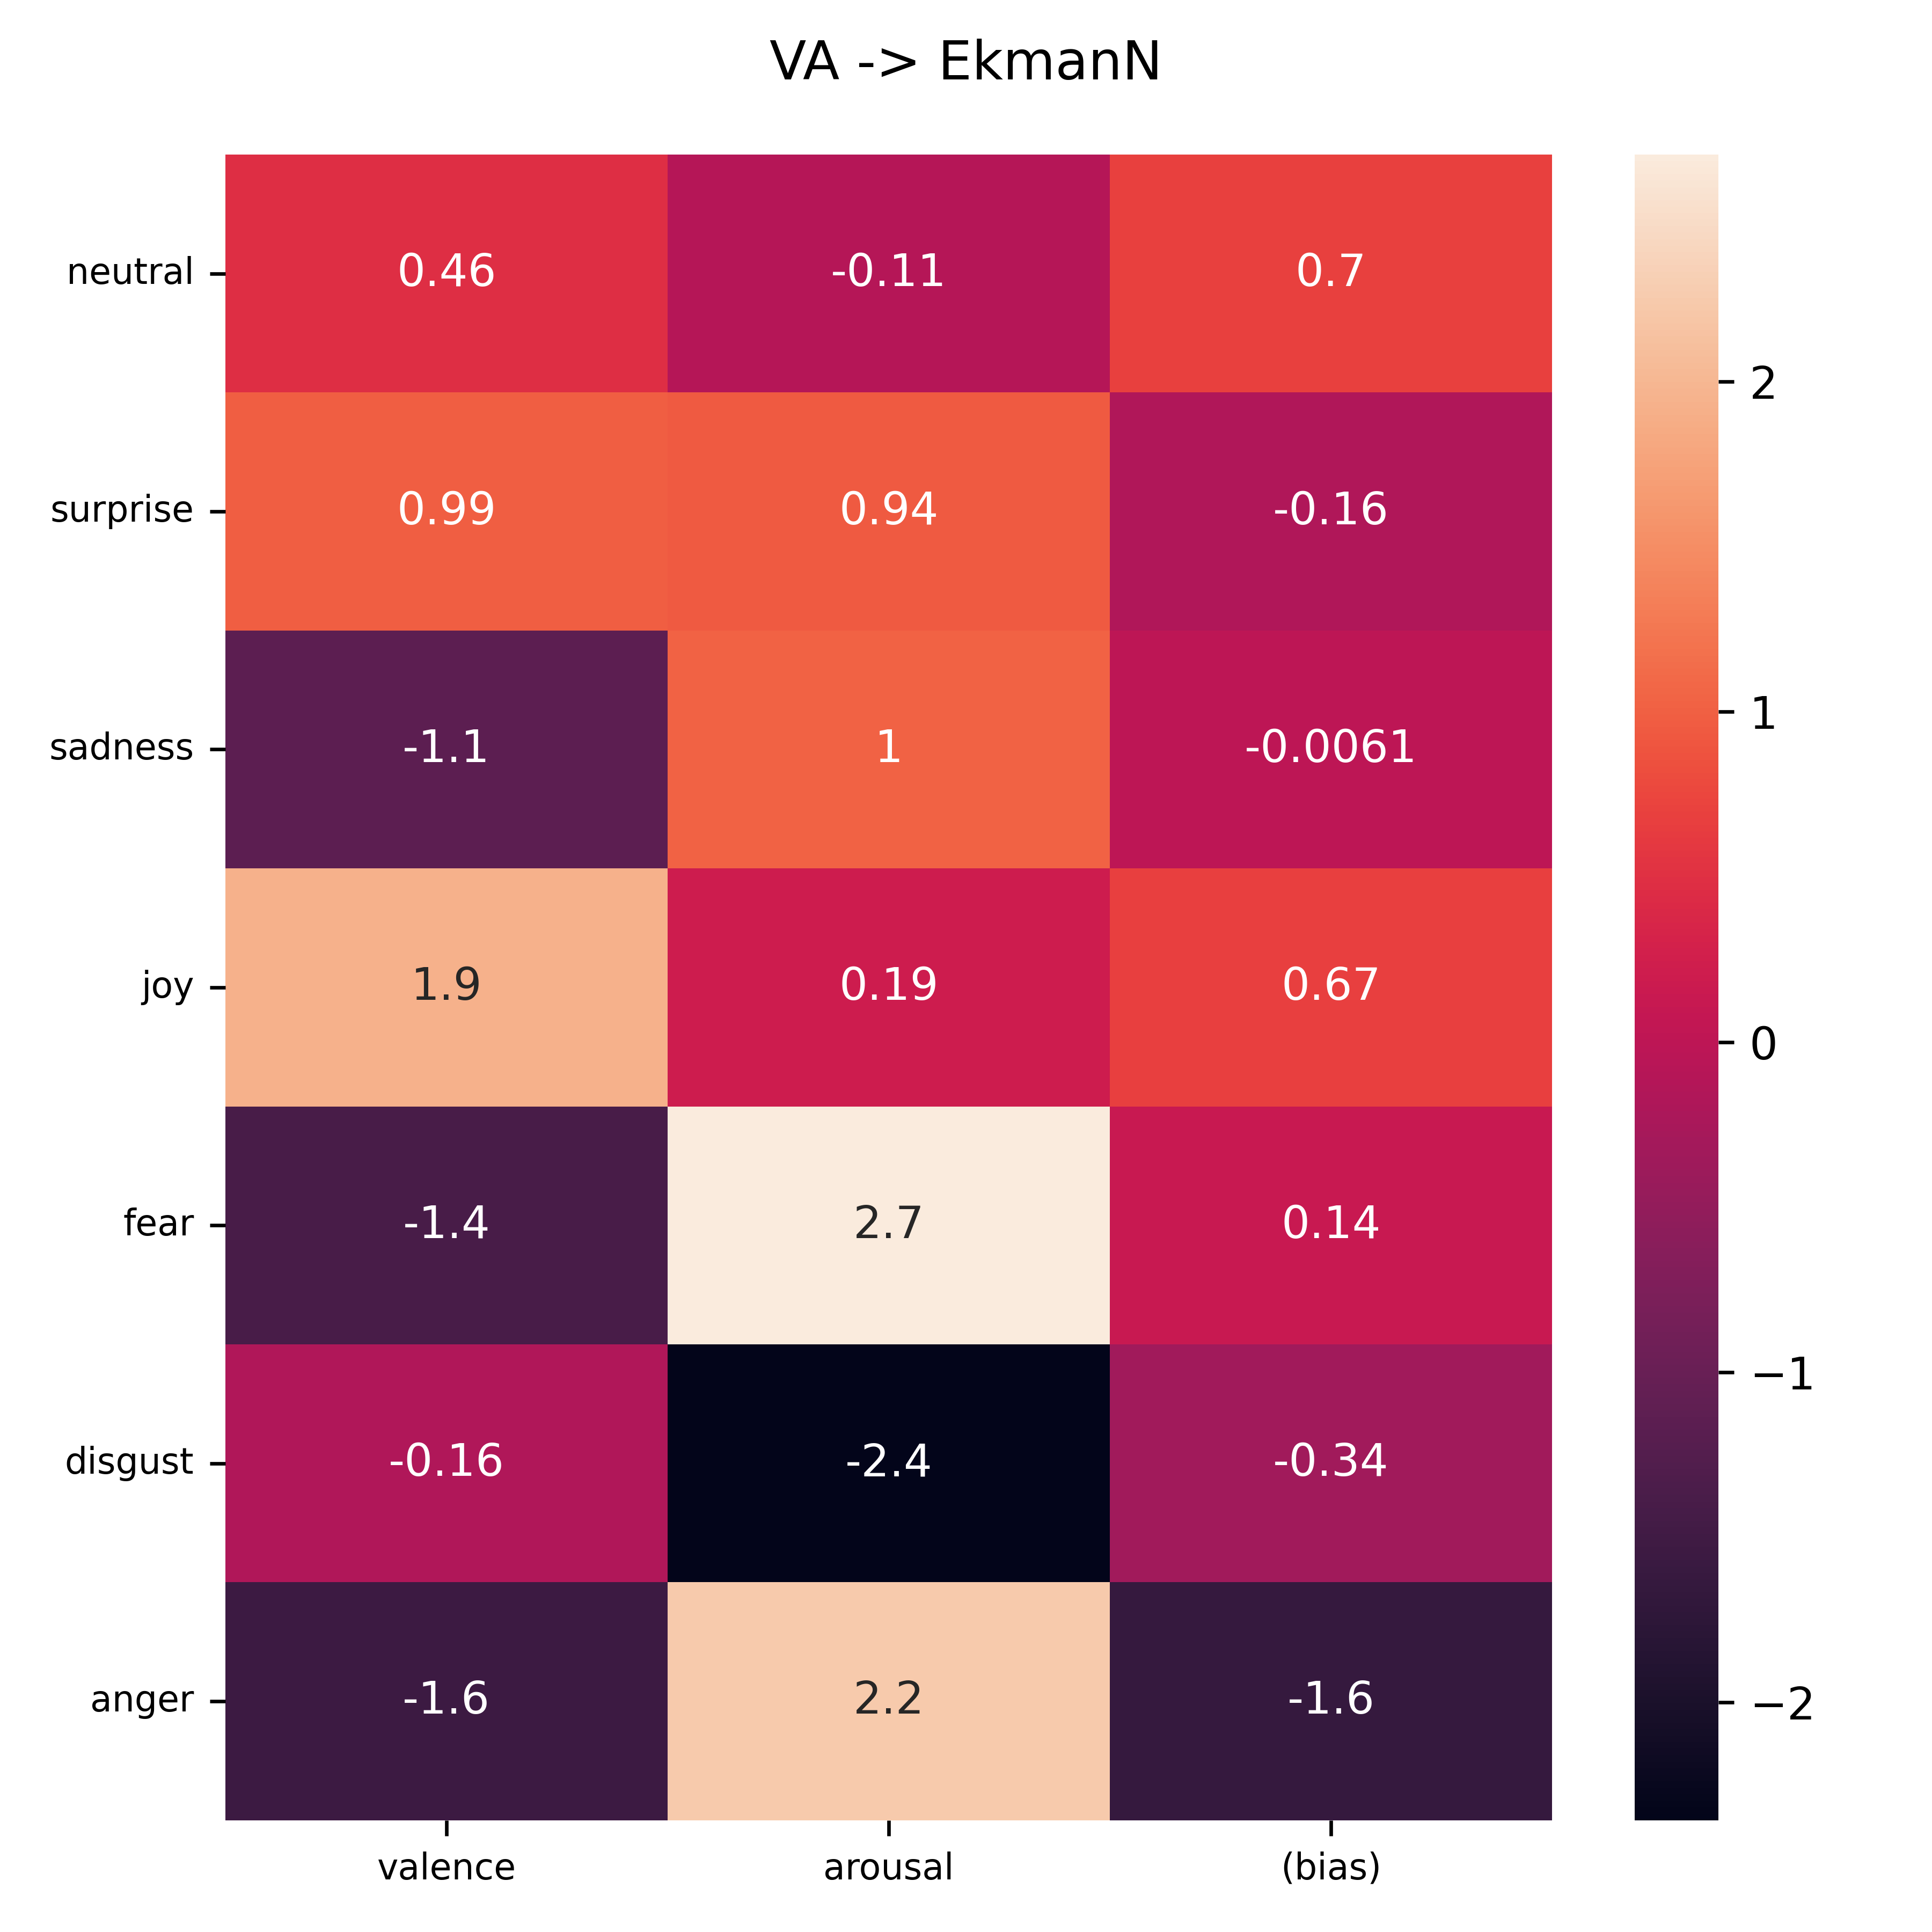 VA -> EkmanN
neutral 0.46 -0.11 0.7
surprise 0.99 0.94 -0.16
sadness -1.1 1 -0.0061
joy 1.9 0.19 0.67
fear -1.4 2.7 0.14
disgust -0.16 -2.4 -0.34
anger -1.6 2.2 -1.6
valence arousal (bias)
2
1
0
−1
−2